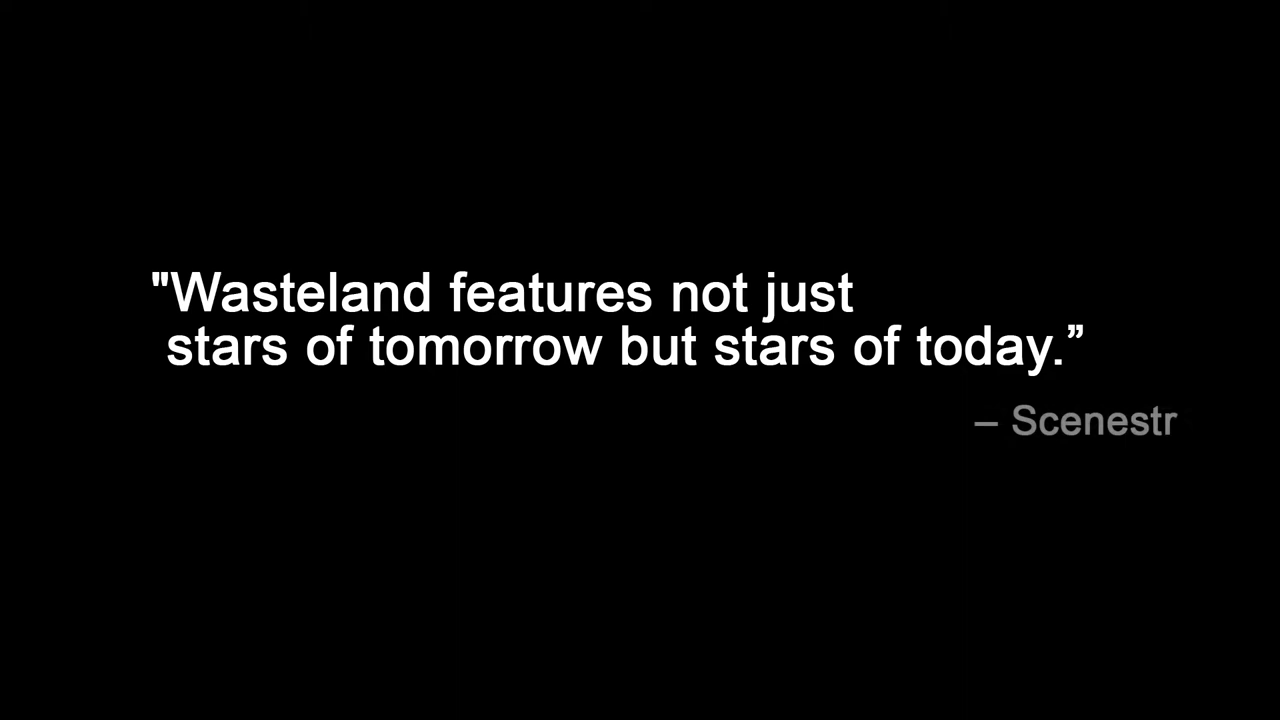 "Wasteland features not just
stars of tomorrow but stars of today.”
– Scenestr